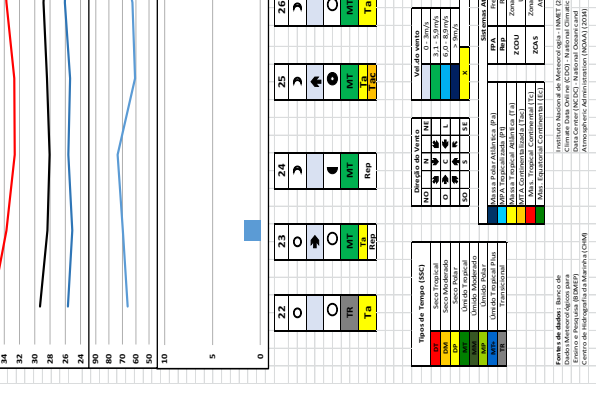 34 32 30 28 26 24
90 80 70 60 50
10 5 0
22 TR Ta
23 MT Ta Rep
24 MT Rep
25 MT Ta Tac
26 MT Ta
Tipos de Tempo (SSC)
DT Seco Tropical
DM Seco Moderado
DP Seco Polar
MT Úmido Tropical
MM Úmido Moderado
MP Úmido Polar
MT+ Úmido Tropical Plus
TR Transicional
Direção do Vento
NO N NE
O C L
SO S SE
Vel.do vento
0 - 3m/s
3,1 - 5,9m/s
6,0 - 8,9m/s
> 9m/s
x
Massa Polar Atlântica (Pa)
MPA Tropicalizada (Pt)
Massa Tropical Atlântica (Ta)
MTA Continentalizada (Tac)
Mas. Tropical Continental (Tc)
Mas. Equatorial Continental (Ec)
Sistemas At
FPA
Rep
ZCOU Zona
ZCAS Zona
Fontes de dados: Banco de
Dados Meteorológicos para
Ensino e Pesquisa (BDMEP)
Centro de Hidrografia da Marinha (CHM)
Instituto Nacional de Meteorologia - INMET (2
Climate Data Online (CDO) - National Climatic
Data Center (NCDC) - National Oceanic and
Atmospheric Administration (NOAA) (2014)